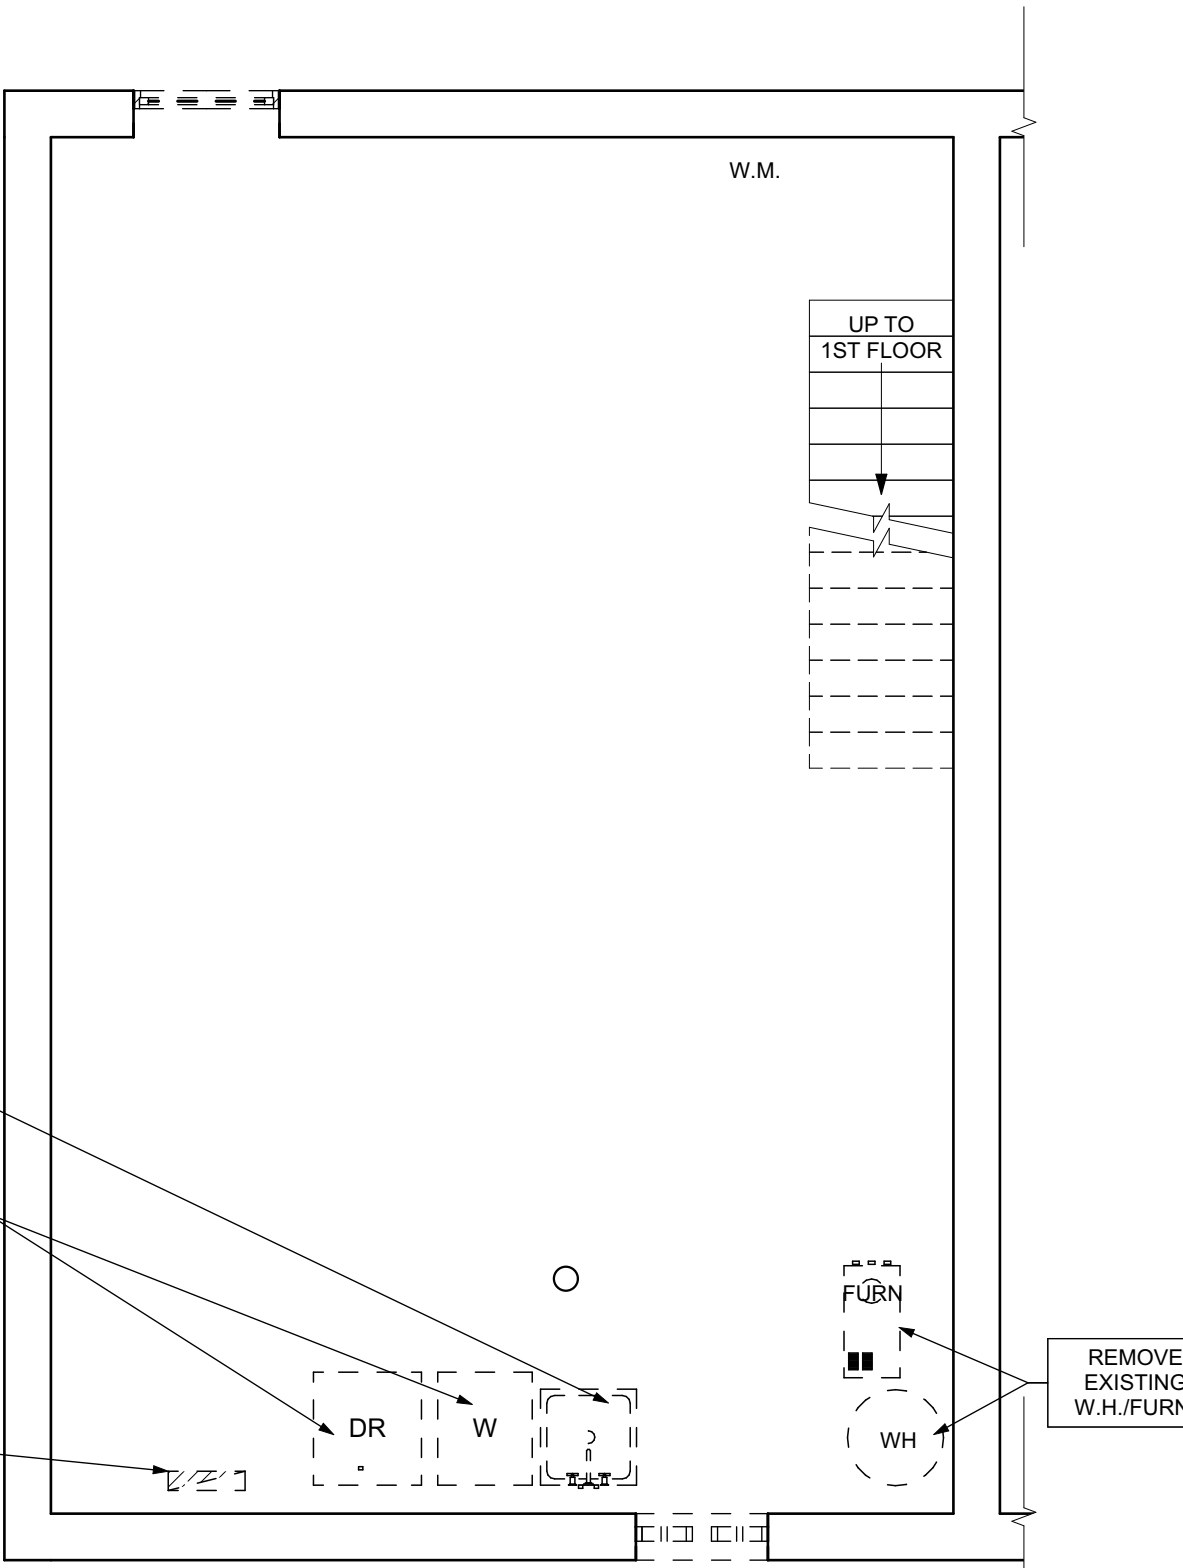 W.M.
UP TO
1ST FLOOR
FURN
REMOVE
EXISTING
W.H./FURN
DR
W
WH